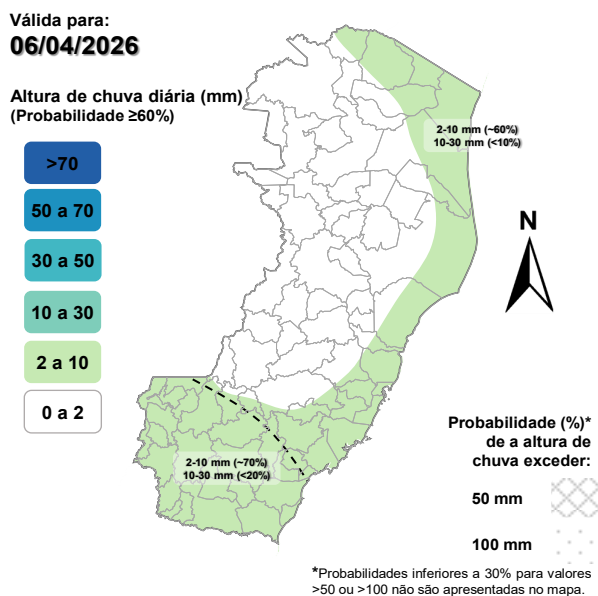 Válida para:
06/04/2026
Altura de chuva diária (mm)
(Probabilidade ≥60%)
>70
50 a 70
30 a 50
10 a 30
2 a 10
0 a 2
2-10 mm (~60%)
10-30 mm (<10%)
N
2-10 mm (~70%)
10-30 mm (<20%)
Probabilidade (%)*
de a altura de
chuva exceder:
50 mm
100 mm
*Probabilidades inferiores a 30% para valores
>50 ou >100 não são apresentadas no mapa.